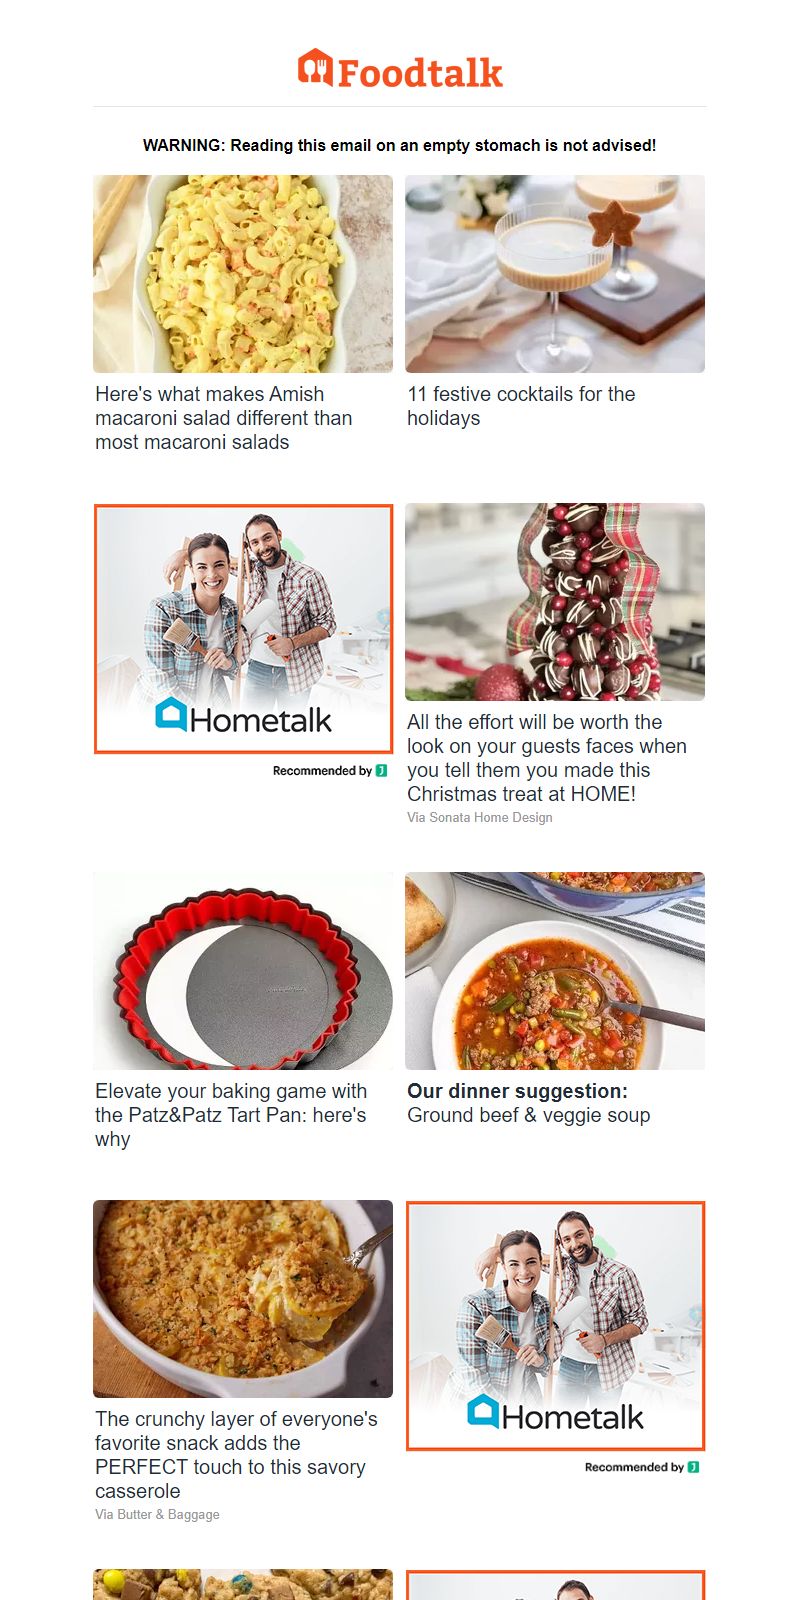 Foodtalk
WARNING: Reading this email on an empty stomach is not advised!
Here's what makes Amish
macaroni salad different than
most macaroni salads
11 festive cocktails for the
holidays
Hometalk
Recommended by
All the effort will be worth the
look on your guests faces when
you tell them you made this
Christmas treat at HOME!
Via Sonata Home Design
Elevate your baking game with
the Patz&Patz Tart Pan: here's
why
Our dinner suggestion:
Ground beef & veggie soup
The crunchy layer of everyone's
favorite snack adds the
PERFECT touch to this savory
casserole
Via Butter & Baggage
Hometalk
Recommended by